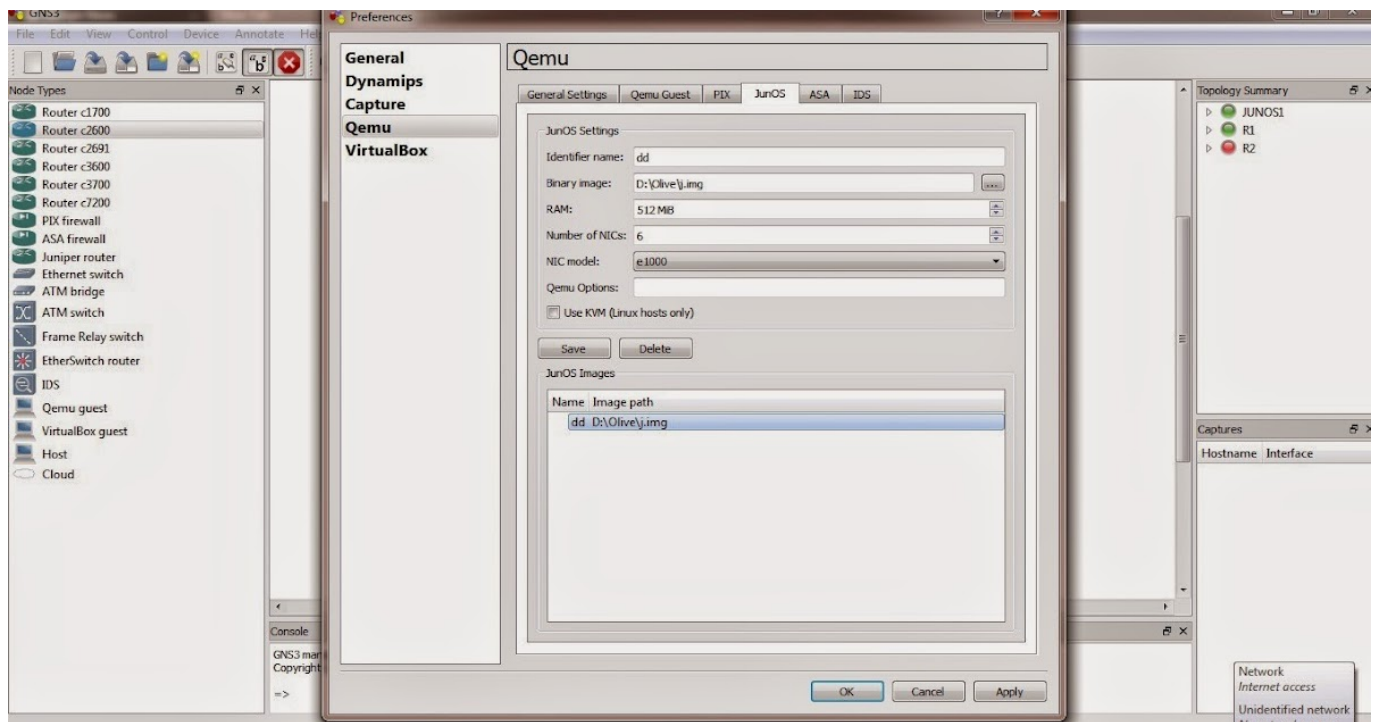 GNS3
File Edit View Control Device Annotate Hel
Node Types
Router c1700
Router c2600
Router c2691
Router c3600
Router c3700
Router c7200
PIX firewall
ASA firewall
Juniper router
Ethernet switch
ATM bridge
ATM switch
Frame Relay switch
EtherSwitch router
IDS
Qemu guest
VirtualBox guest
Host
Cloud
Console
GNS3 man
Copyright
=>
Preferences
General
Dynamips
Capture
Qemu
VirtualBox
Qemu
General Settings Qemu Guest PIX JunOS ASA IDS
JunOS Settings
Identifier name: dd
Binary image: D:\Olive\j.img ...
RAM: 512 MiB
Number of NICs: 6
NIC model: e1000
Qemu Options:
Use KVM (Linux hosts only)
Save Delete
JunOS Images
Name Image path
dd D:\Olive\j.img
OK Cancel Apply
Topology Summary
JUNOS1
R1
R2
Captures
Hostname Interface
Network
Internet access
Unidentified network